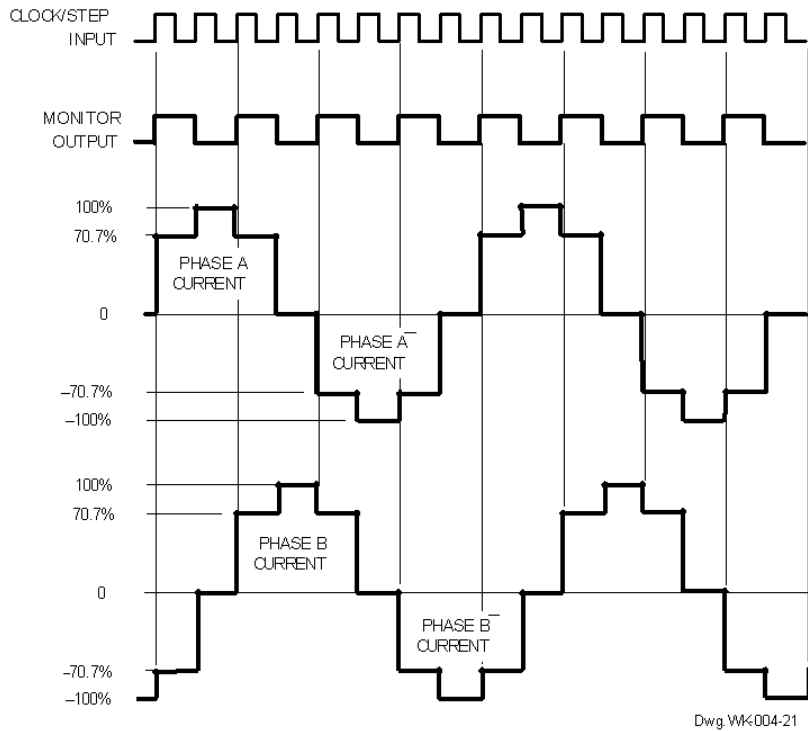 CLOCK/STEP
INPUT
MONITOR
OUTPUT
100%
70.7%
PHASE A
CURRENT
0
PHASE A̅
CURRENT
–70.7%
–100%
100%
70.7%
PHASE B
CURRENT
0
PHASE B̅
CURRENT
–70.7%
–100%
Dwg. WK-004-21